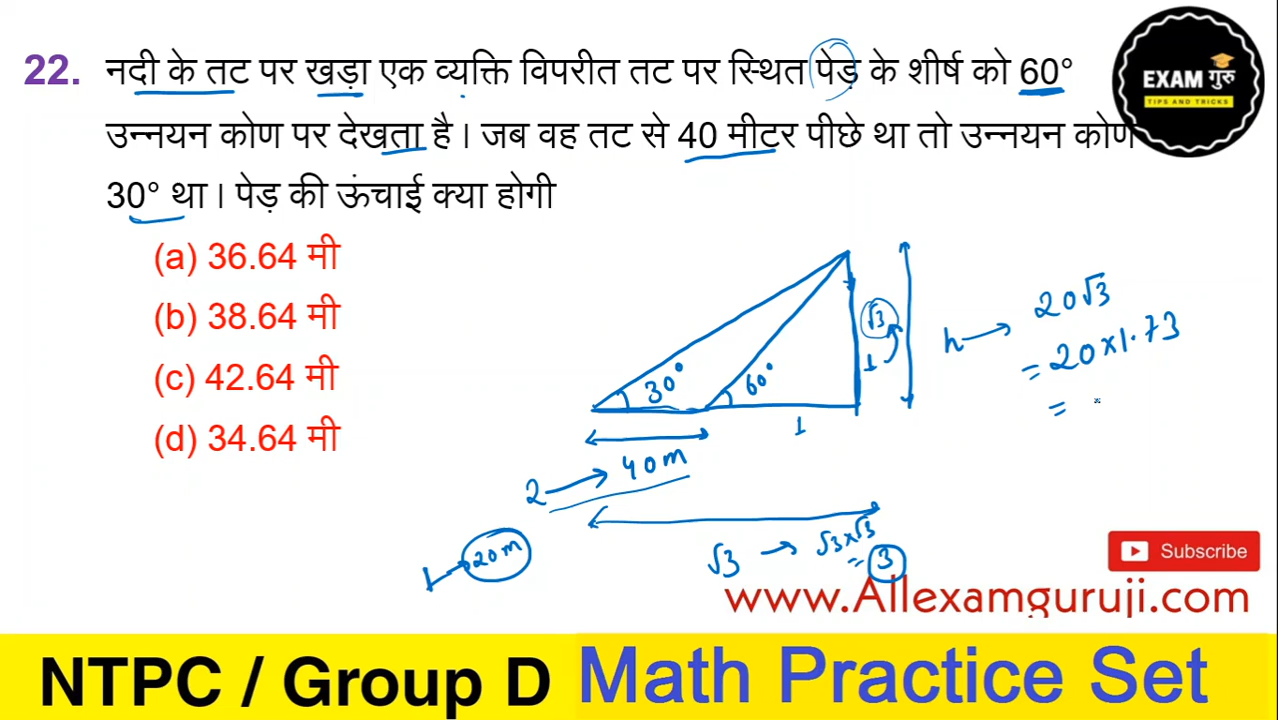 22. नदी के तट पर खड़ा एक व्यक्ति विपरीत तट पर स्थित पेड़ के शीर्ष को 60°
उन्नयन कोण पर देखता है। जब वह तट से 40 मीटर पीछे था तो उन्नयन कोण
30° था। पेड़ की ऊंचाई क्या होगी
(a) 36.64 मी
(b) 38.64 मी
(c) 42.64 मी
(d) 34.64 मी
EXAM गुरु
TIPS AND TRICKS
30°
60°
√3
1
1
h → 20√3
= 20×1.73
=
2 → 40m
1 → 20m
√3 → √3×√3
= 3
Subscribe
www.Allexamguruji.com
NTPC / Group D Math Practice Set